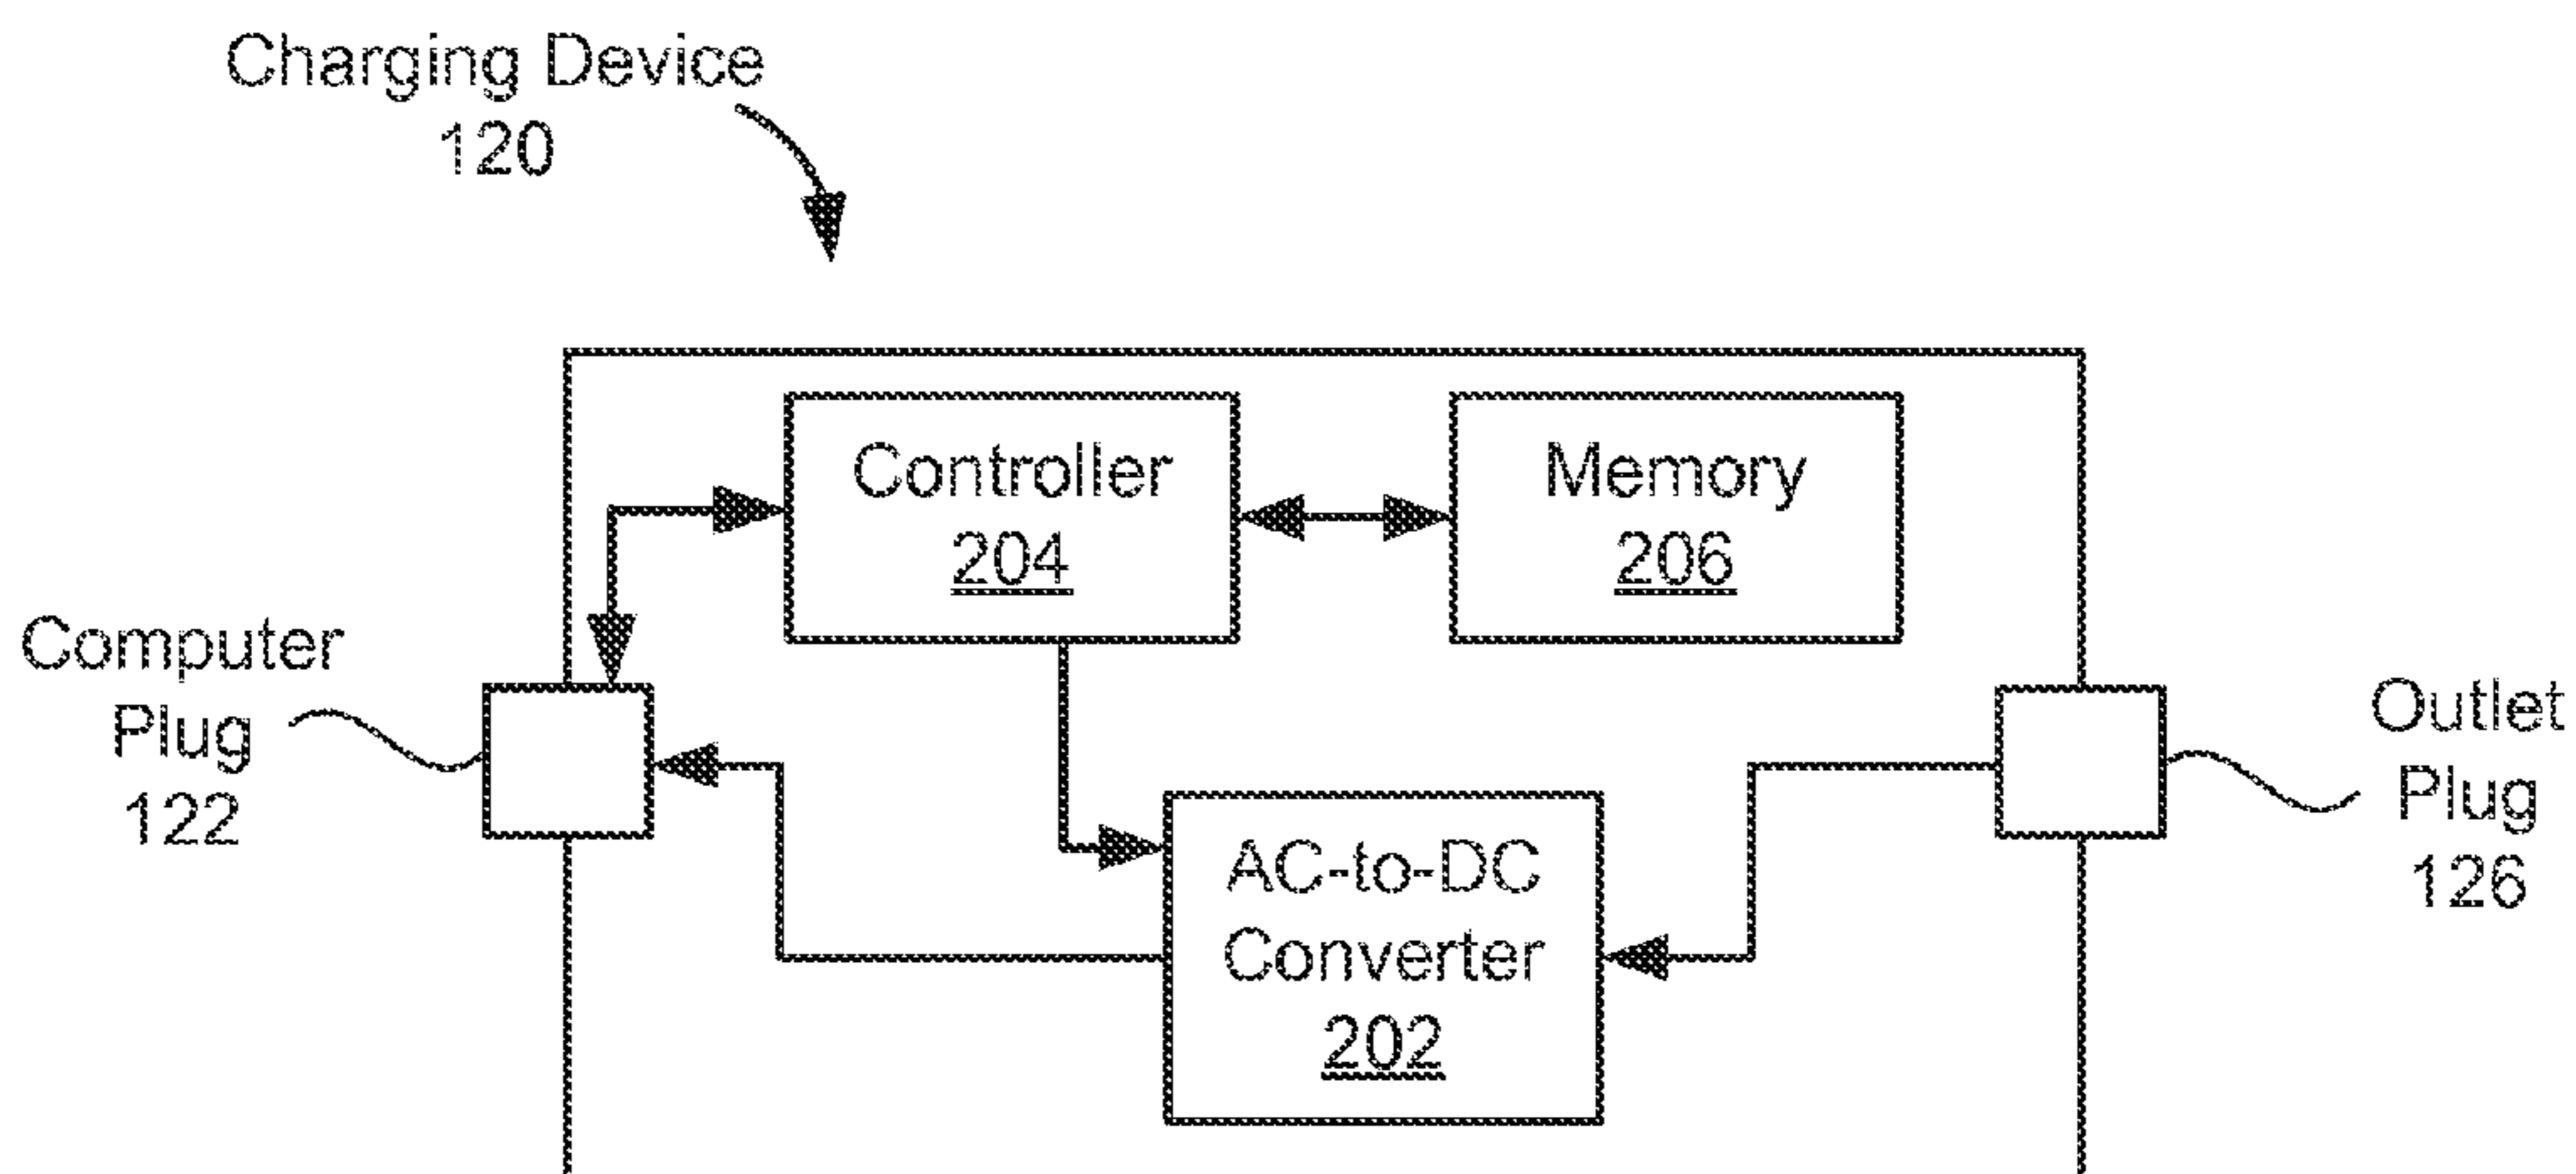 Charging Device
120
Controller
204
Memory
206
Computer
Plug
122
Outlet
Plug
126
AC-to-DC
Converter
202